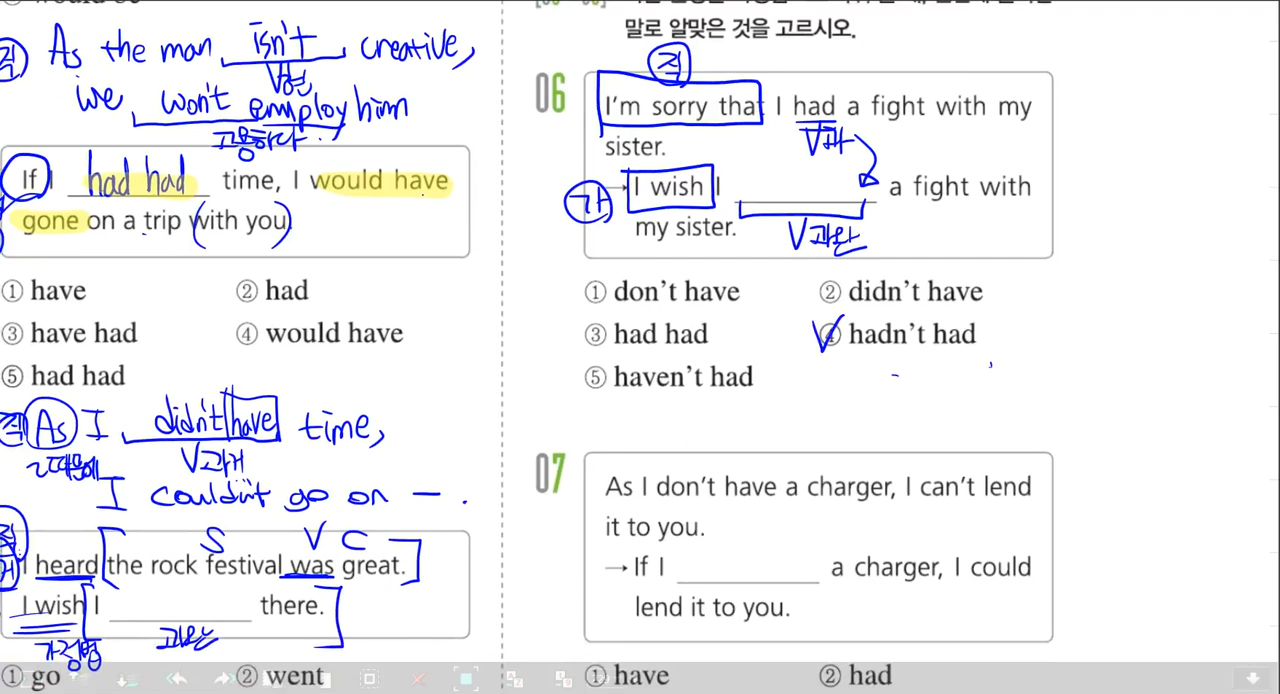 직 As the man isn't creative,
V현
we won't employ him
고용하다.
If I had had time, I would have
gone on a trip (with you)
① have ② had
③ have had ④ would have
⑤ had had
As I didn't have time,
V과거
I couldn't go on — .
S V C
I heard [the rock festival was great.]
I wish [I ________ there.]
가정법 과완
① go ② went
말로 알맞은 것을 고르시오.
06
직
I'm sorry that I had a fight with my
V과
sister.
→ I wish I ________ a fight with
가
my sister. V과완
① don't have ② didn't have
③ had had ④ hadn't had
⑤ haven't had
07
As I don't have a charger, I can't lend
it to you.
→ If I ________ a charger, I could
lend it to you.
① have ② had